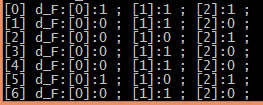 [0] d_F:[0]:1 ; [1]:1 ; [2]:1 ;
[1] d_F:[0]:0 ; [1]:1 ; [2]:0 ;
[2] d_F:[0]:0 ; [1]:0 ; [2]:1 ;
[3] d_F:[0]:0 ; [1]:1 ; [2]:0 ;
[4] d_F:[0]:0 ; [1]:1 ; [2]:0 ;
[5] d_F:[0]:1 ; [1]:0 ; [2]:1 ;
[6] d_F:[0]:0 ; [1]:1 ; [2]:0 ;